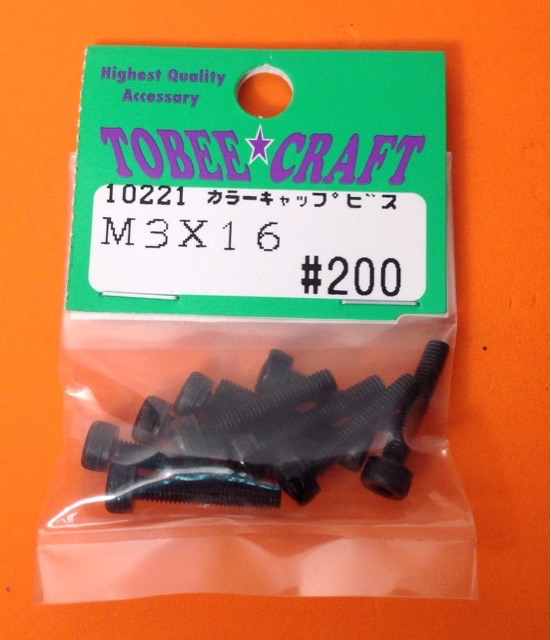 Highest Quality
Accessary
TOBEE★CRAFT
10221 カラーキャップビス
M3X16
#200